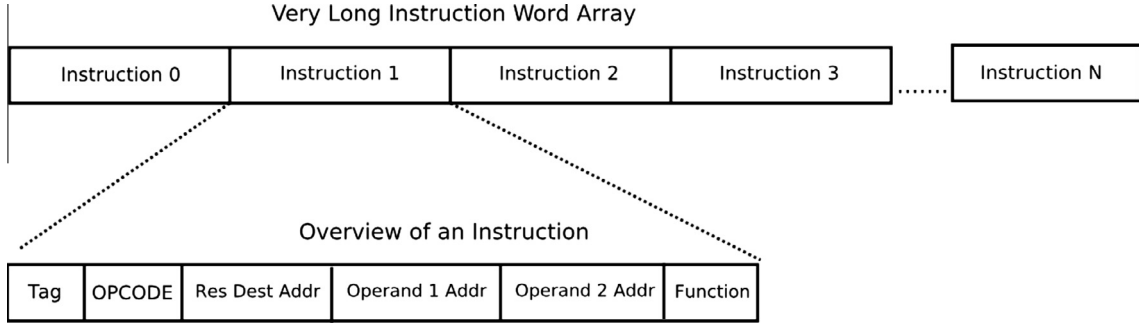 Very Long Instruction Word Array
Instruction 0 Instruction 1 Instruction 2 Instruction 3 ........ Instruction N
Overview of an Instruction
Tag OPCODE Res Dest Addr Operand 1 Addr Operand 2 Addr Function